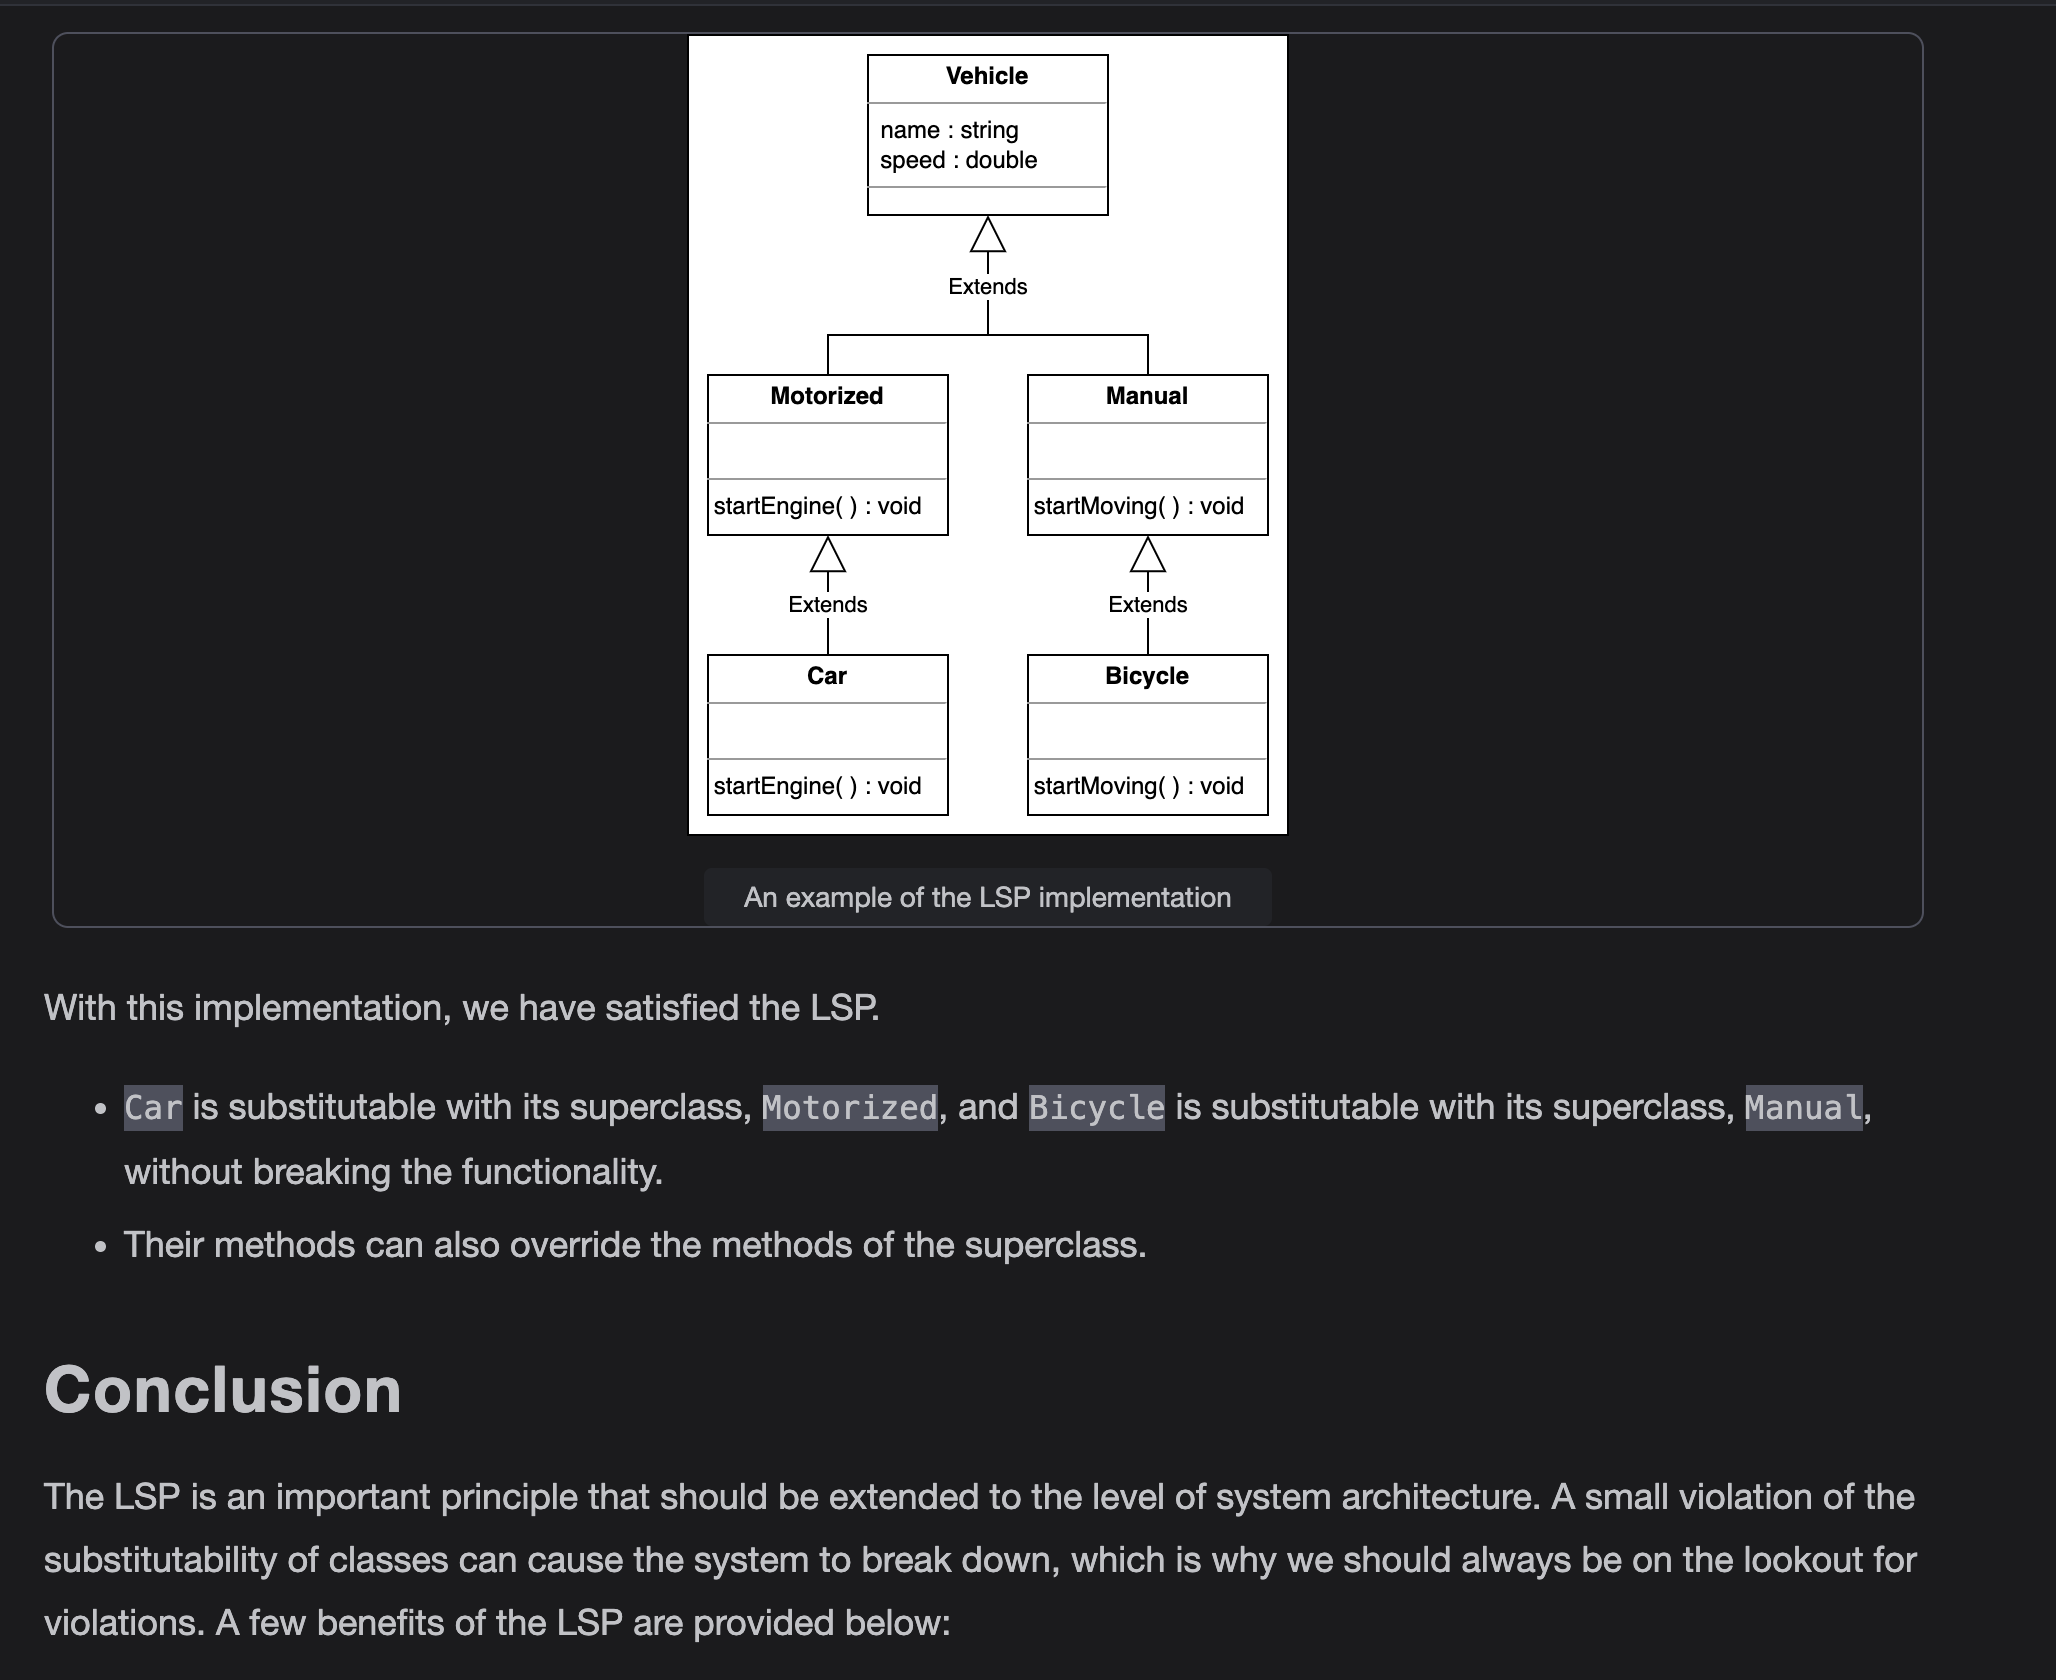 Vehicle
name : string
speed : double
Extends
Motorized
Manual
startEngine( ) : void
startMoving( ) : void
Extends
Extends
Car
Bicycle
startEngine( ) : void
startMoving( ) : void
An example of the LSP implementation
With this implementation, we have satisfied the LSP.
• Car is substitutable with its superclass, Motorized, and Bicycle is substitutable with its superclass, Manual,
without breaking the functionality.
• Their methods can also override the methods of the superclass.
Conclusion
The LSP is an important principle that should be extended to the level of system architecture. A small violation of the
substitutability of classes can cause the system to break down, which is why we should always be on the lookout for
violations. A few benefits of the LSP are provided below: